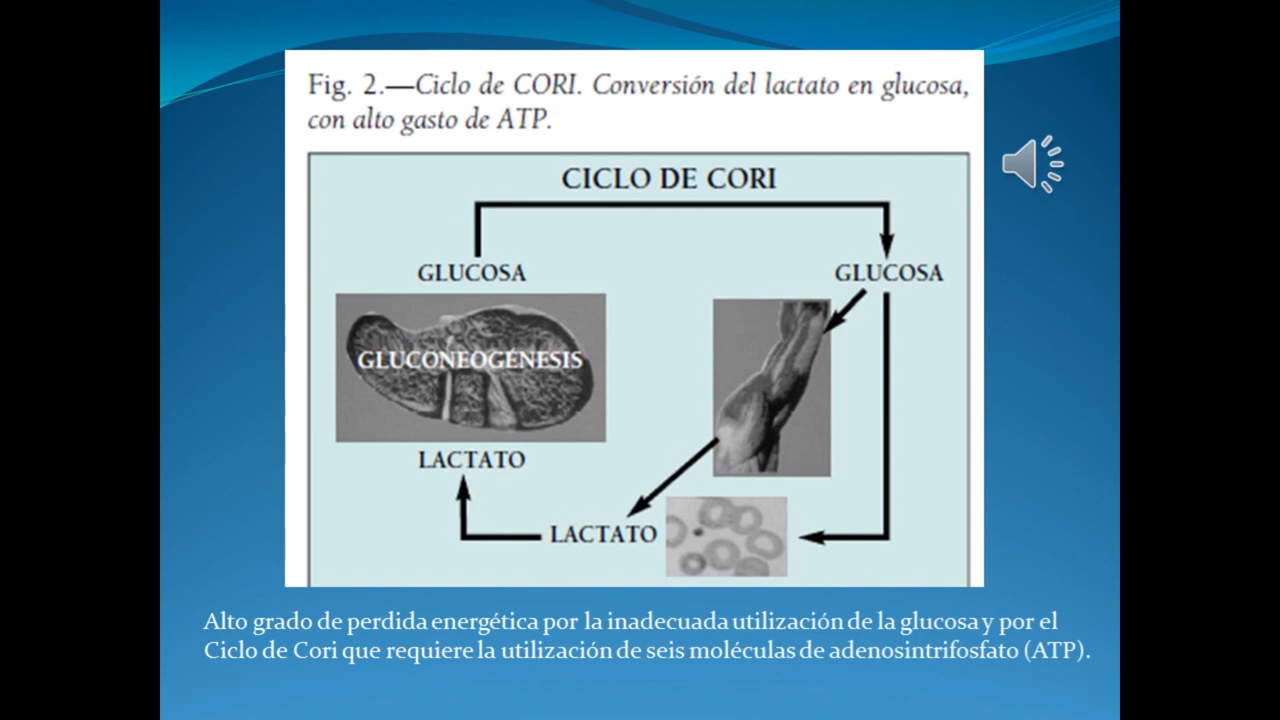 Fig. 2.—Ciclo de CORI. Conversión del lactato en glucosa,
con alto gasto de ATP.
CICLO DE CORI
GLUCOSA
GLUCOSA
GLUCONEOGÉNESIS
LACTATO
LACTATO
Alto grado de perdida energética por la inadecuada utilización de la glucosa y por el
Ciclo de Cori que requiere la utilización de seis moléculas de adenosintrifosfato (ATP).